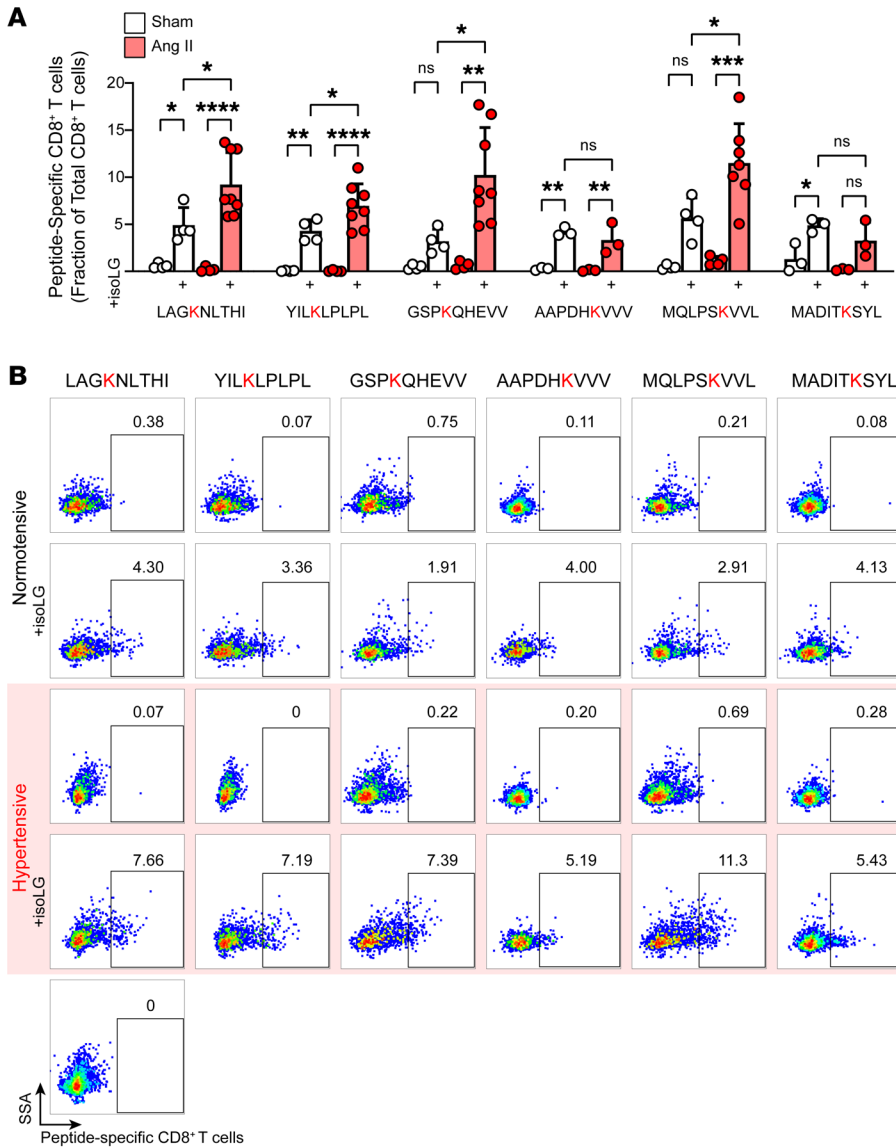 A
Sham
Ang II
Peptide-Specific CD8⁺ T cells
(Fraction of Total CD8⁺ T cells)
20
15
10
5
+isoLG
* * **** ** * **** ns * ** ** ns ** ns * *** * ns ns
+ + + + + + + + + + + +
LAGKNLTHI YILKLPLPL GSPKQHEVV AAPDHKVVV MQLPSKVVL MADITKSYL
B
LAGKNLTHI YILKLPLPL GSPKQHEVV AAPDHKVVV MQLPSKVVL MADITKSYL
Normotensive
0.38 0.07 0.75 0.11 0.21 0.08
+isoLG
4.30 3.36 1.91 4.00 2.91 4.13
Hypertensive
0.07 0 0.22 0.20 0.69 0.28
+isoLG
7.66 7.19 7.39 5.19 11.3 5.43
0
SSA
Peptide-specific CD8⁺ T cells